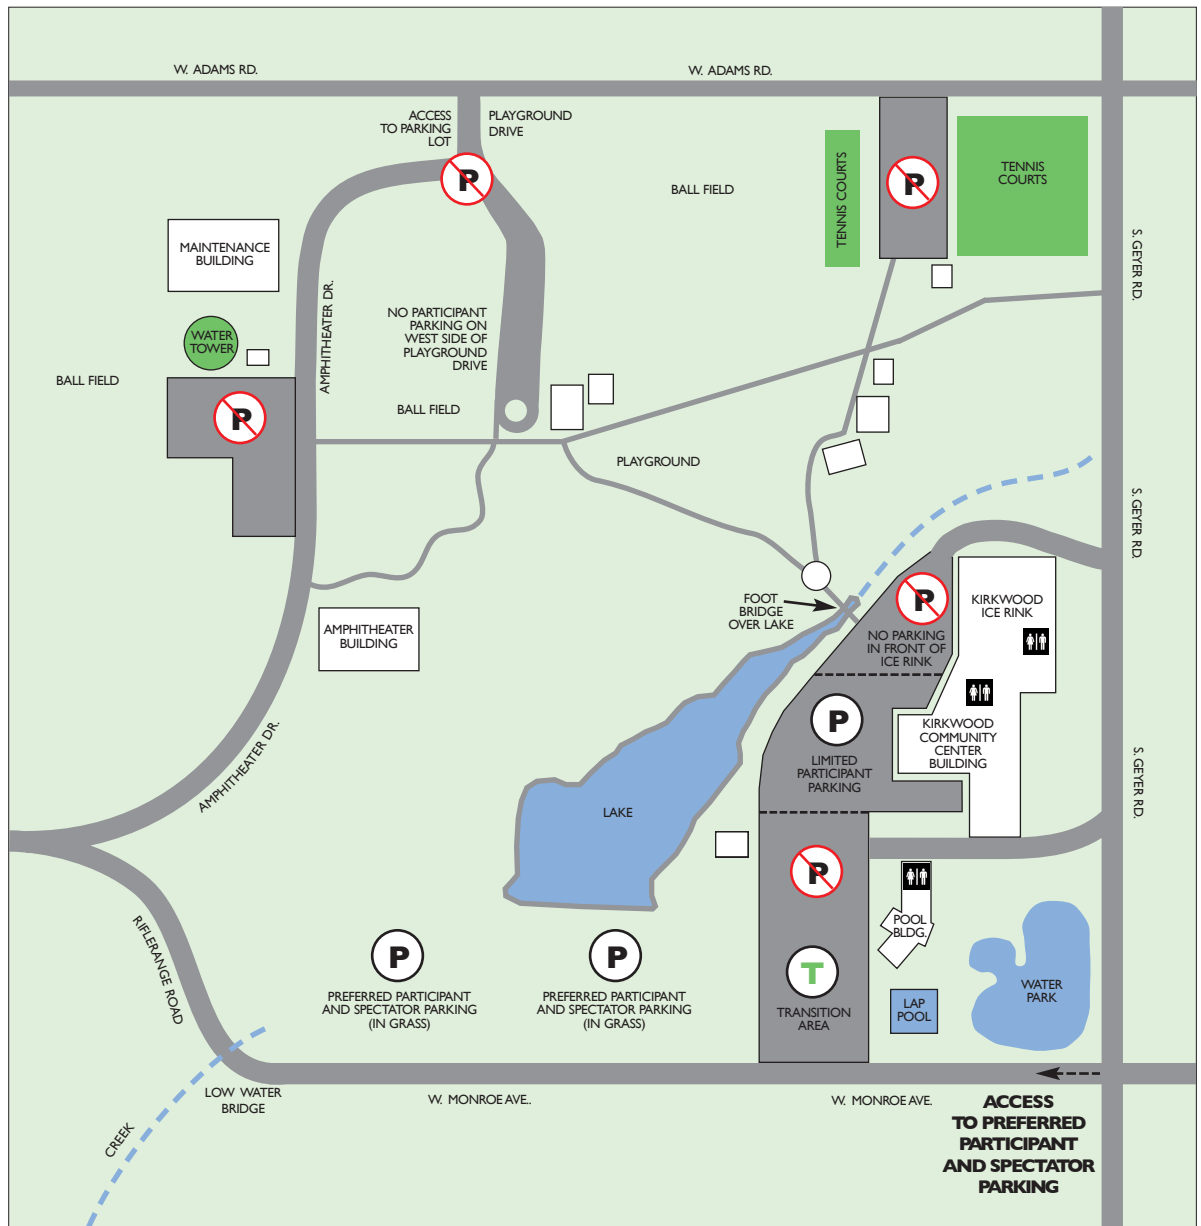 W. ADAMS RD.
W. ADAMS RD.
ACCESS
TO PARKING
LOT
PLAYGROUND
DRIVE
P
P
TENNIS COURTS
TENNIS
COURTS
BALL FIELD
S. GEYER RD.
MAINTENANCE
BUILDING
AMPHITHEATER DR.
NO PARTICIPANT
PARKING ON
WEST SIDE OF
PLAYGROUND
DRIVE
WATER
TOWER
BALL FIELD
P
BALL FIELD
PLAYGROUND
S. GEYER RD.
FOOT
BRIDGE
OVER LAKE
P
NO PARKING
IN FRONT OF
ICE RINK
KIRKWOOD
ICE RINK
AMPHITHEATER
BUILDING
P
LIMITED
PARTICIPANT
PARKING
KIRKWOOD
COMMUNITY
CENTER
BUILDING
S. GEYER RD.
AMPHITHEATER DR.
LAKE
P
POOL
BLDG.
RIFLERANGE ROAD
P
PREFERRED PARTICIPANT
AND SPECTATOR PARKING
(IN GRASS)
P
PREFERRED PARTICIPANT
AND SPECTATOR PARKING
(IN GRASS)
T
TRANSITION
AREA
LAP
POOL
WATER
PARK
LOW WATER
BRIDGE
CREEK
W. MONROE AVE..
W. MONROE AVE.
ACCESS
TO PREFERRED
PARTICIPANT
AND SPECTATOR
PARKING